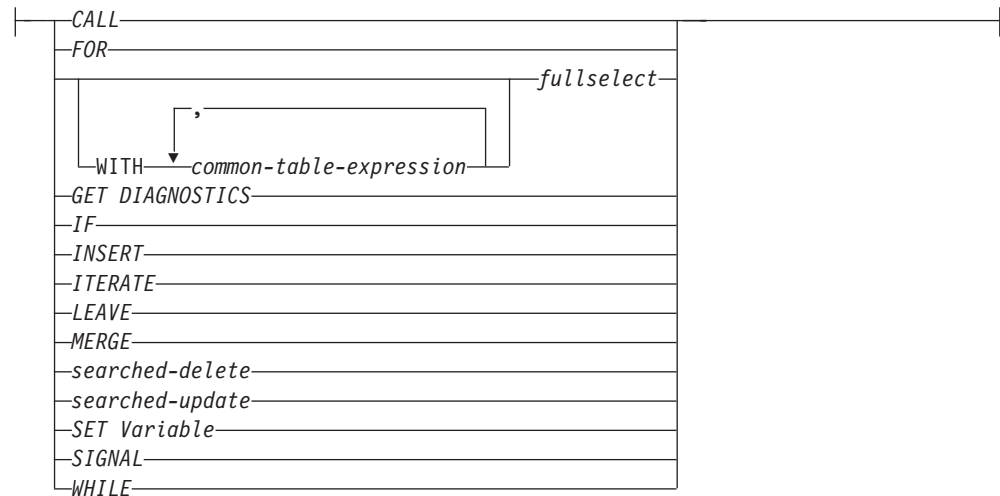 CALL
FOR
fullselect
,
WITH common-table-expression
GET DIAGNOSTICS
IF
INSERT
ITERATE
LEAVE
MERGE
searched-delete
searched-update
SET Variable
SIGNAL
WHILE